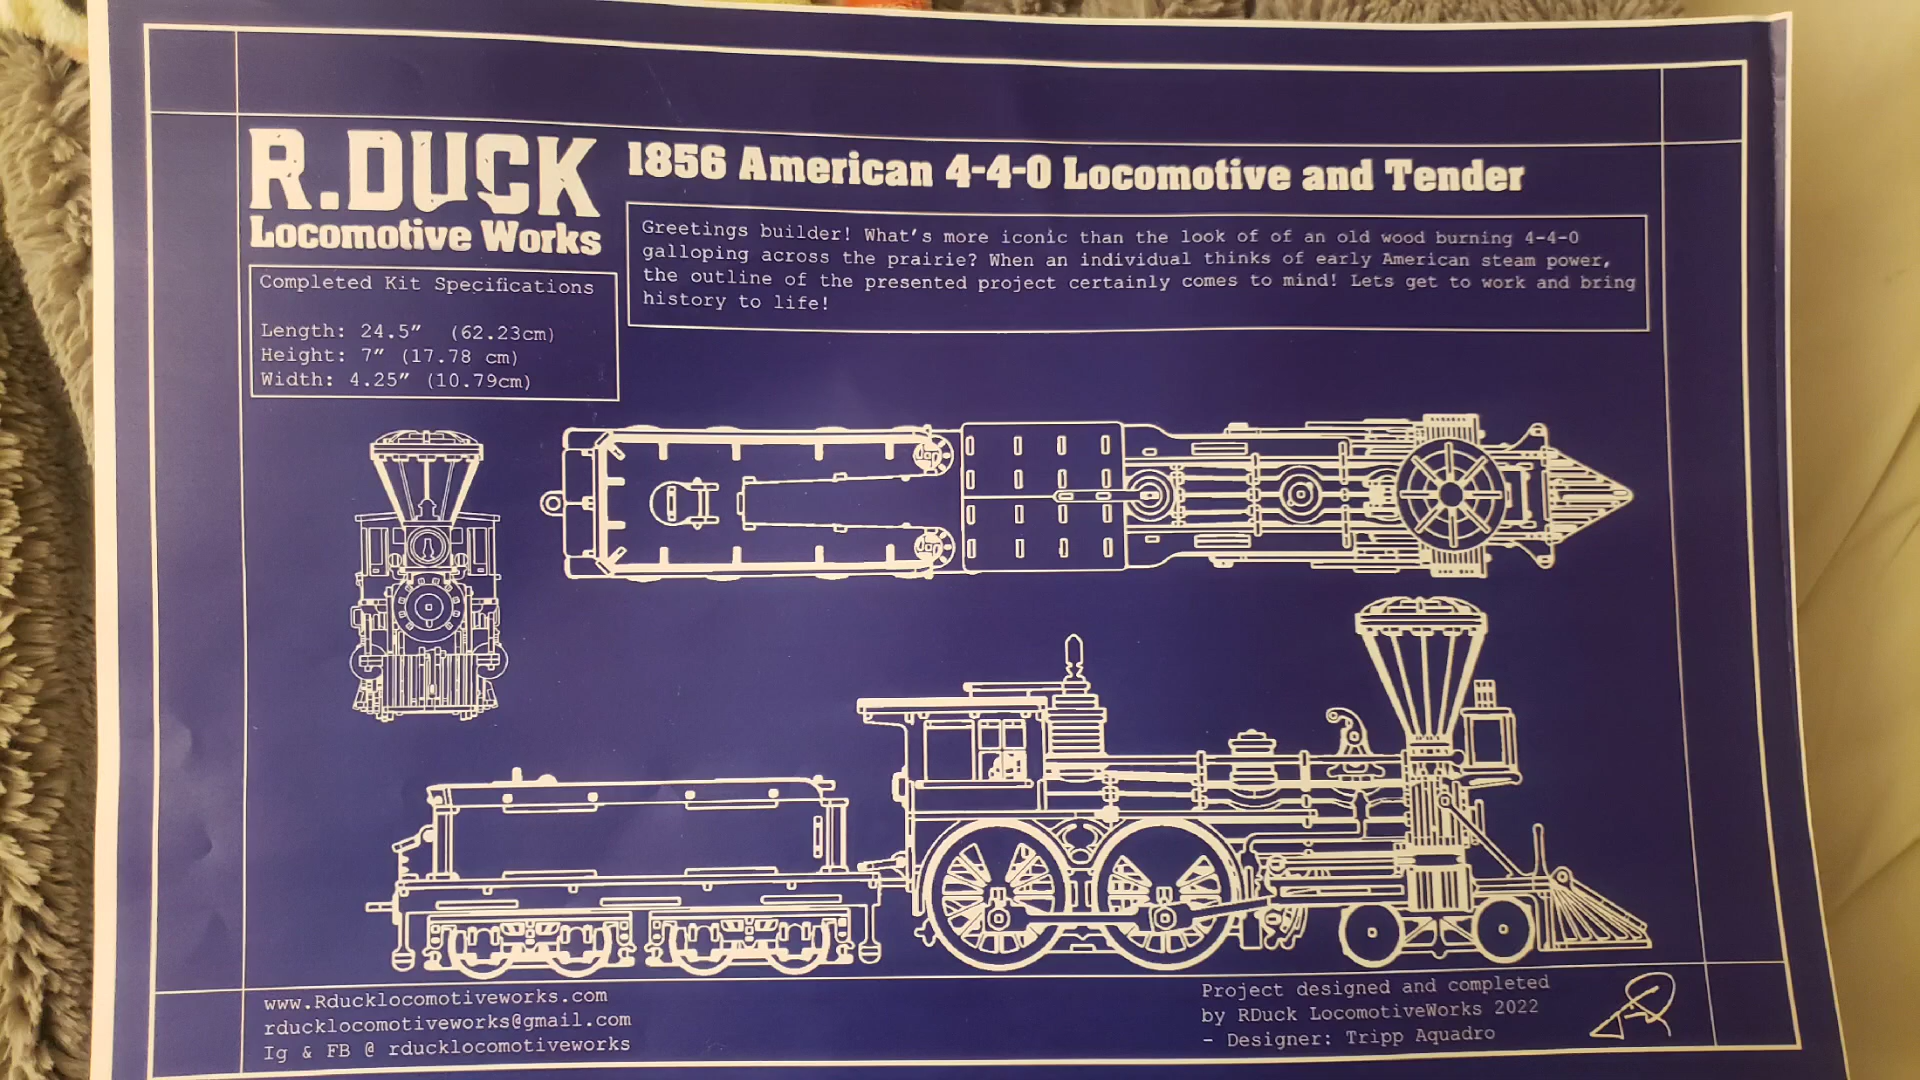 R.DUCK
Locomotive Works
1856 American 4-4-0 Locomotive and Tender
Greetings builder! What's more iconic than the look of of an old wood burning 4-4-0
galloping across the prairie? When an individual thinks of early American steam power,
the outline of the presented project certainly comes to mind! Lets get to work and bring
history to life!
Completed Kit Specifications
Length: 24.5″ (62.23cm)
Height: 7″ (17.78 cm)
Width: 4.25″ (10.79cm)
www.Rducklocomotiveworks.com
rducklocomotiveworks@gmail.com
Ig & FB @ rducklocomotiveworks
Project designed and completed
by RDuck LocomotiveWorks 2022
- Designer: Tripp Aquadro